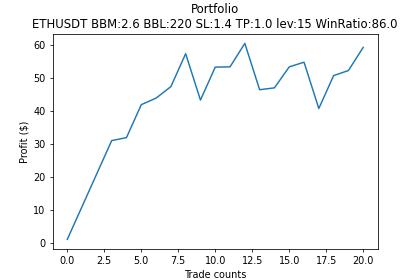 Portfolio
ETHUSDT BBM:2.6 BBL:220 SL:1.4 TP:1.0 lev:15 WinRatio:86.0
60
50
40
30
20
10
0
Profit ($)
0.0 2.5 5.0 7.5 10.0 12.5 15.0 17.5 20.0
Trade counts